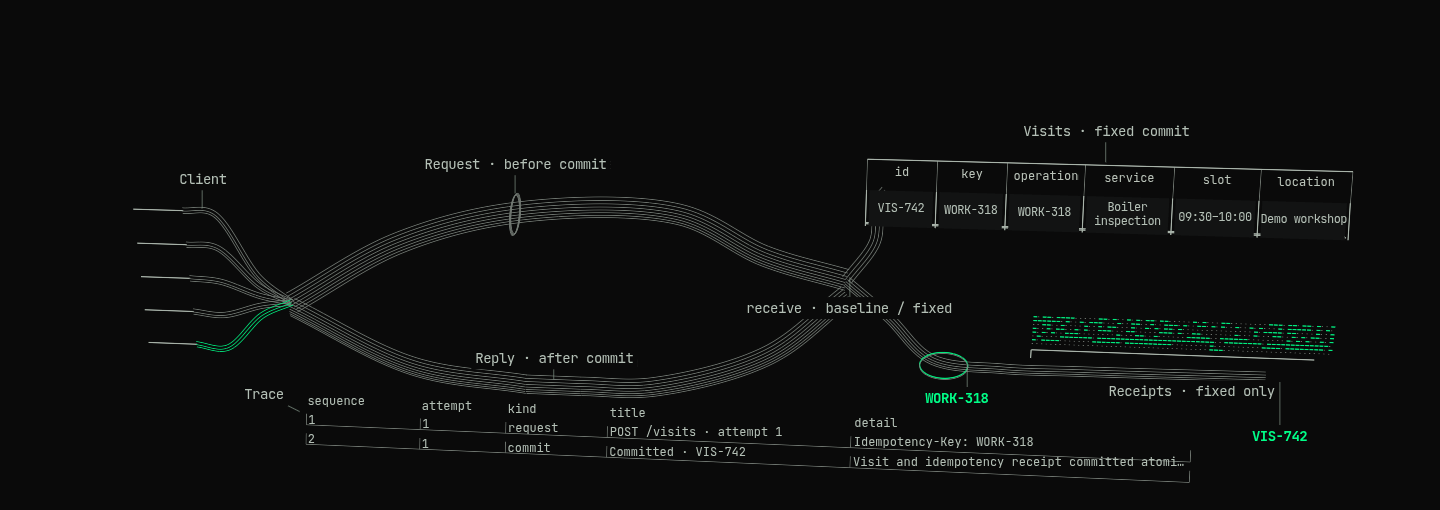 Visits · fixed commit
Request · before commit
Client
id key operation service slot location
VIS-742 WORK-318 WORK-318 Boiler inspection 09:30–10:00 Demo workshop
receive · baseline / fixed
Reply · after commit
WORK-318
Receipts · fixed only
VIS-742
Trace
sequence attempt kind title detail
1 1 request POST /visits · attempt 1 Idempotency-Key: WORK-318
2 1 commit Committed · VIS-742 Visit and idempotency receipt committed atomi…